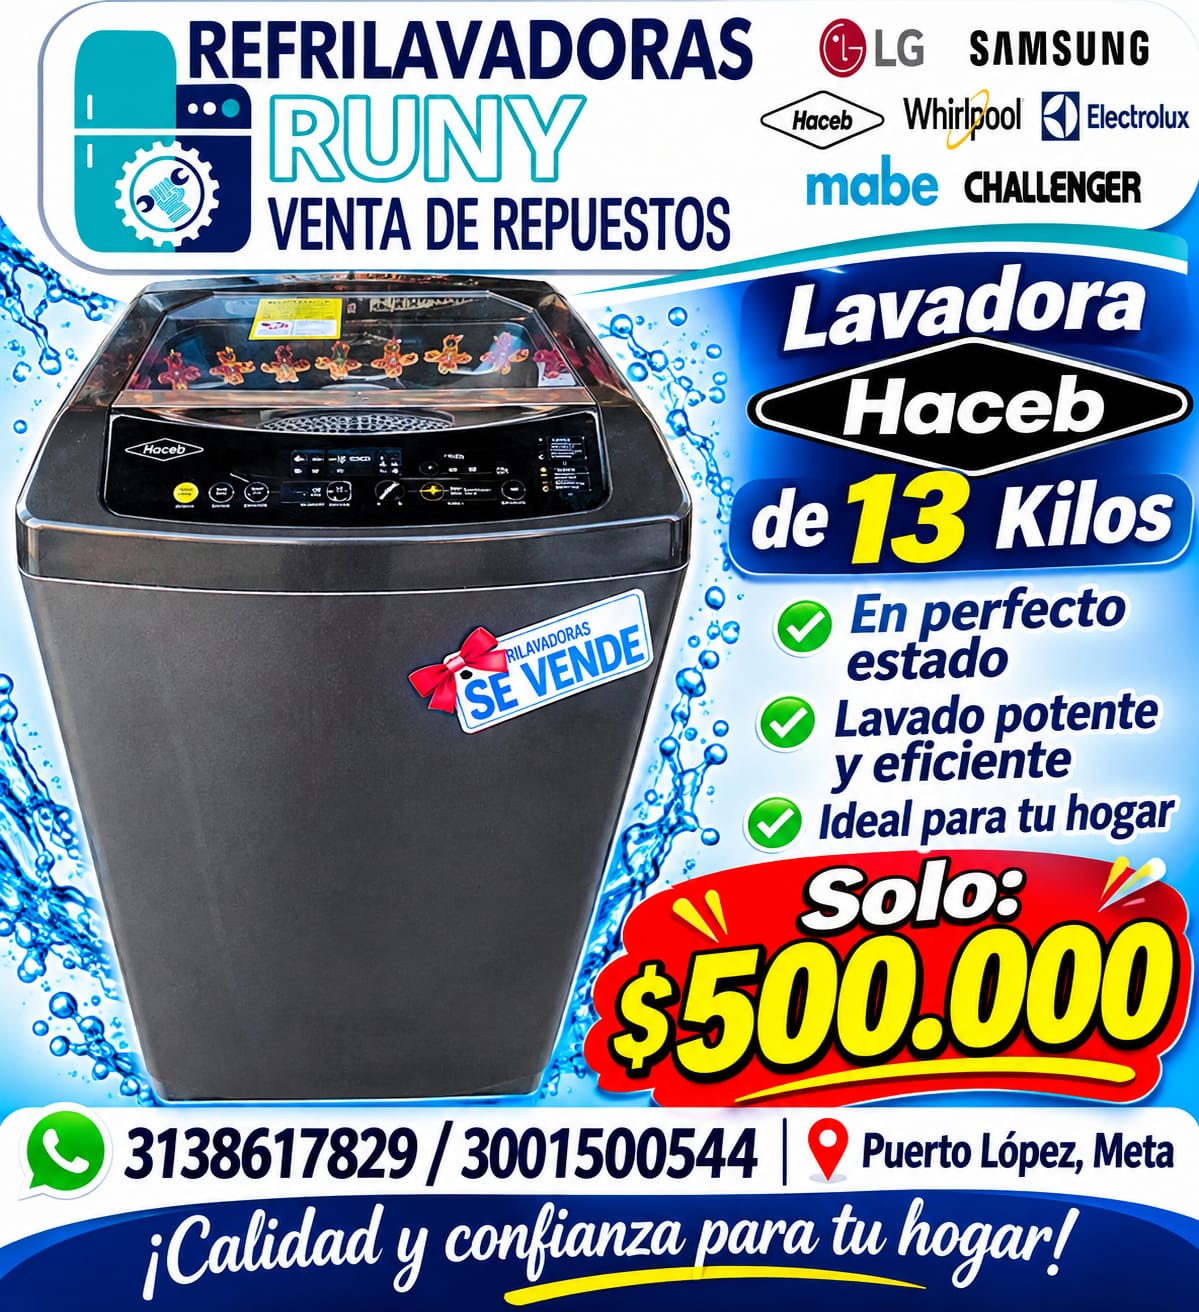 REFRILAVADORAS
RUNY
VENTA DE REPUESTOS
LG SAMSUNG
Haceb Whirlpool Electrolux
mabe CHALLENGER
Lavadora
Haceb
de 13 Kilos
Haceb
En perfecto
estado
Lavado potente
y eficiente
Ideal para tu hogar
RILAVADORAS
SE VENDE
Solo:
$500.000
3138617829 / 3001500544 | Puerto López, Meta
¡Calidad y confianza para tu hogar!